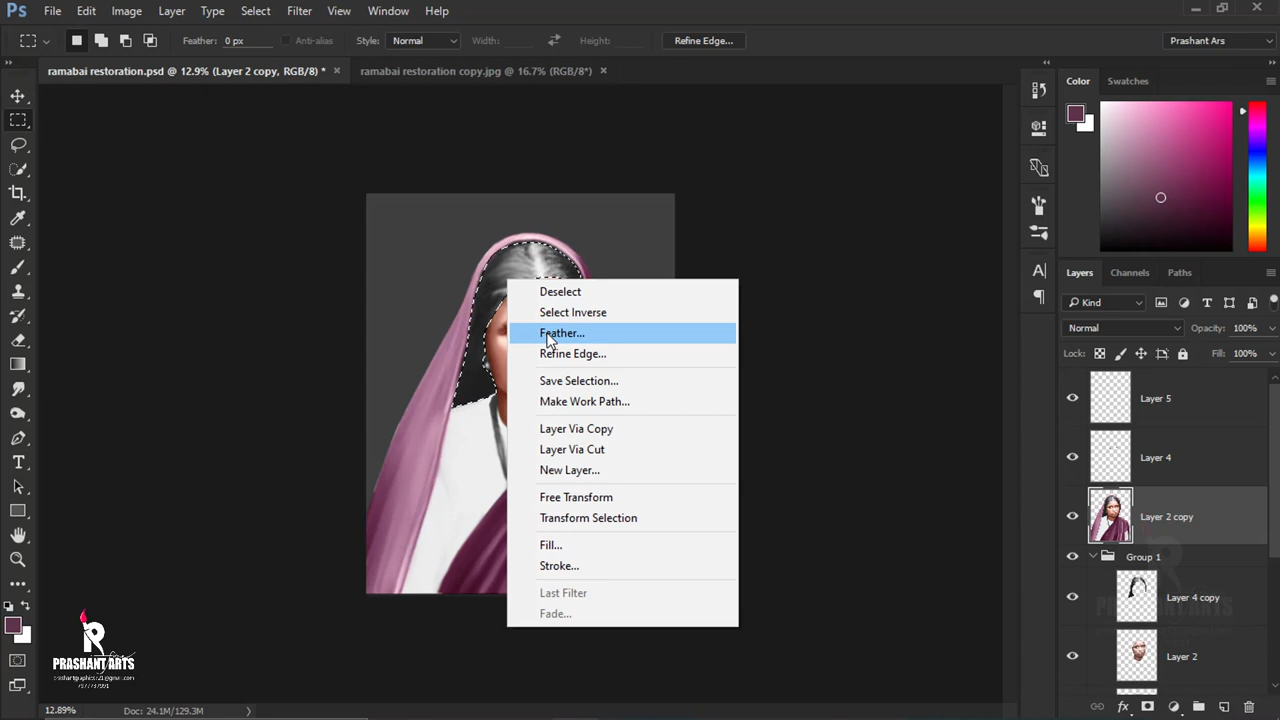 Ps File Edit Image Layer Type Select Filter View Window Help
Feather: 0 px Anti-alias Style: Normal Width: Height: Refine Edge... Prashant Ars
ramabai restoration.psd @ 12.9% (Layer 2 copy, RGB/8) * × ramabai restoration copy.jpg @ 16.7% (RGB/8*) ×
Color Swatches
Deselect
Select Inverse
Feather...
Refine Edge...
Save Selection...
Make Work Path...
Layer Via Copy
Layer Via Cut
New Layer...
Free Transform
Transform Selection
Fill...
Stroke...
Last Filter
Fade...
Layers Channels Paths
Kind
Normal Opacity: 100%
Lock: Fill: 100%
Layer 5
Layer 4
Layer 2 copy
Group 1
Layer 4 copy
Layer 2
PRASHANT ARTS
12.89% Doc: 24.1M/129.3M